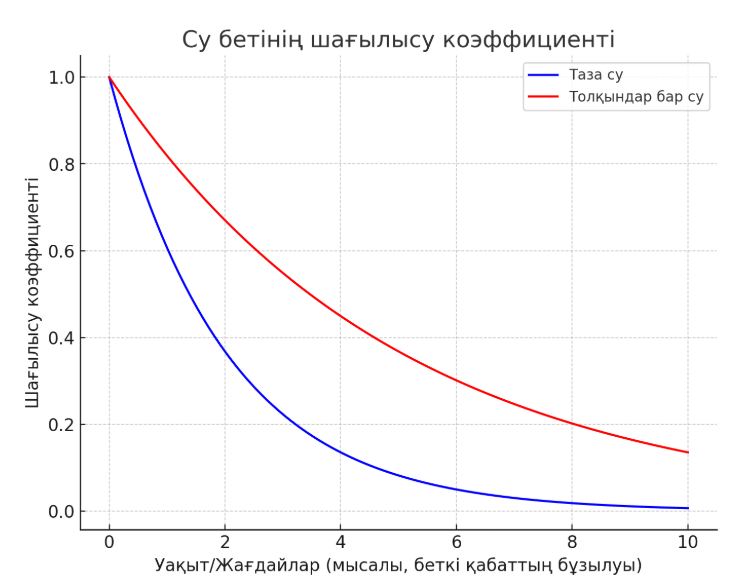 Су бетінің шағылысу коэффициенті
Таза су
Толқындар бар су
Шағылысу коэффициенті
1.0
0.8
0.6
0.4
0.2
0.0
0 2 4 6 8 10
Уақыт/Жағдайлар (мысалы, беткі қабаттың бұзылуы)